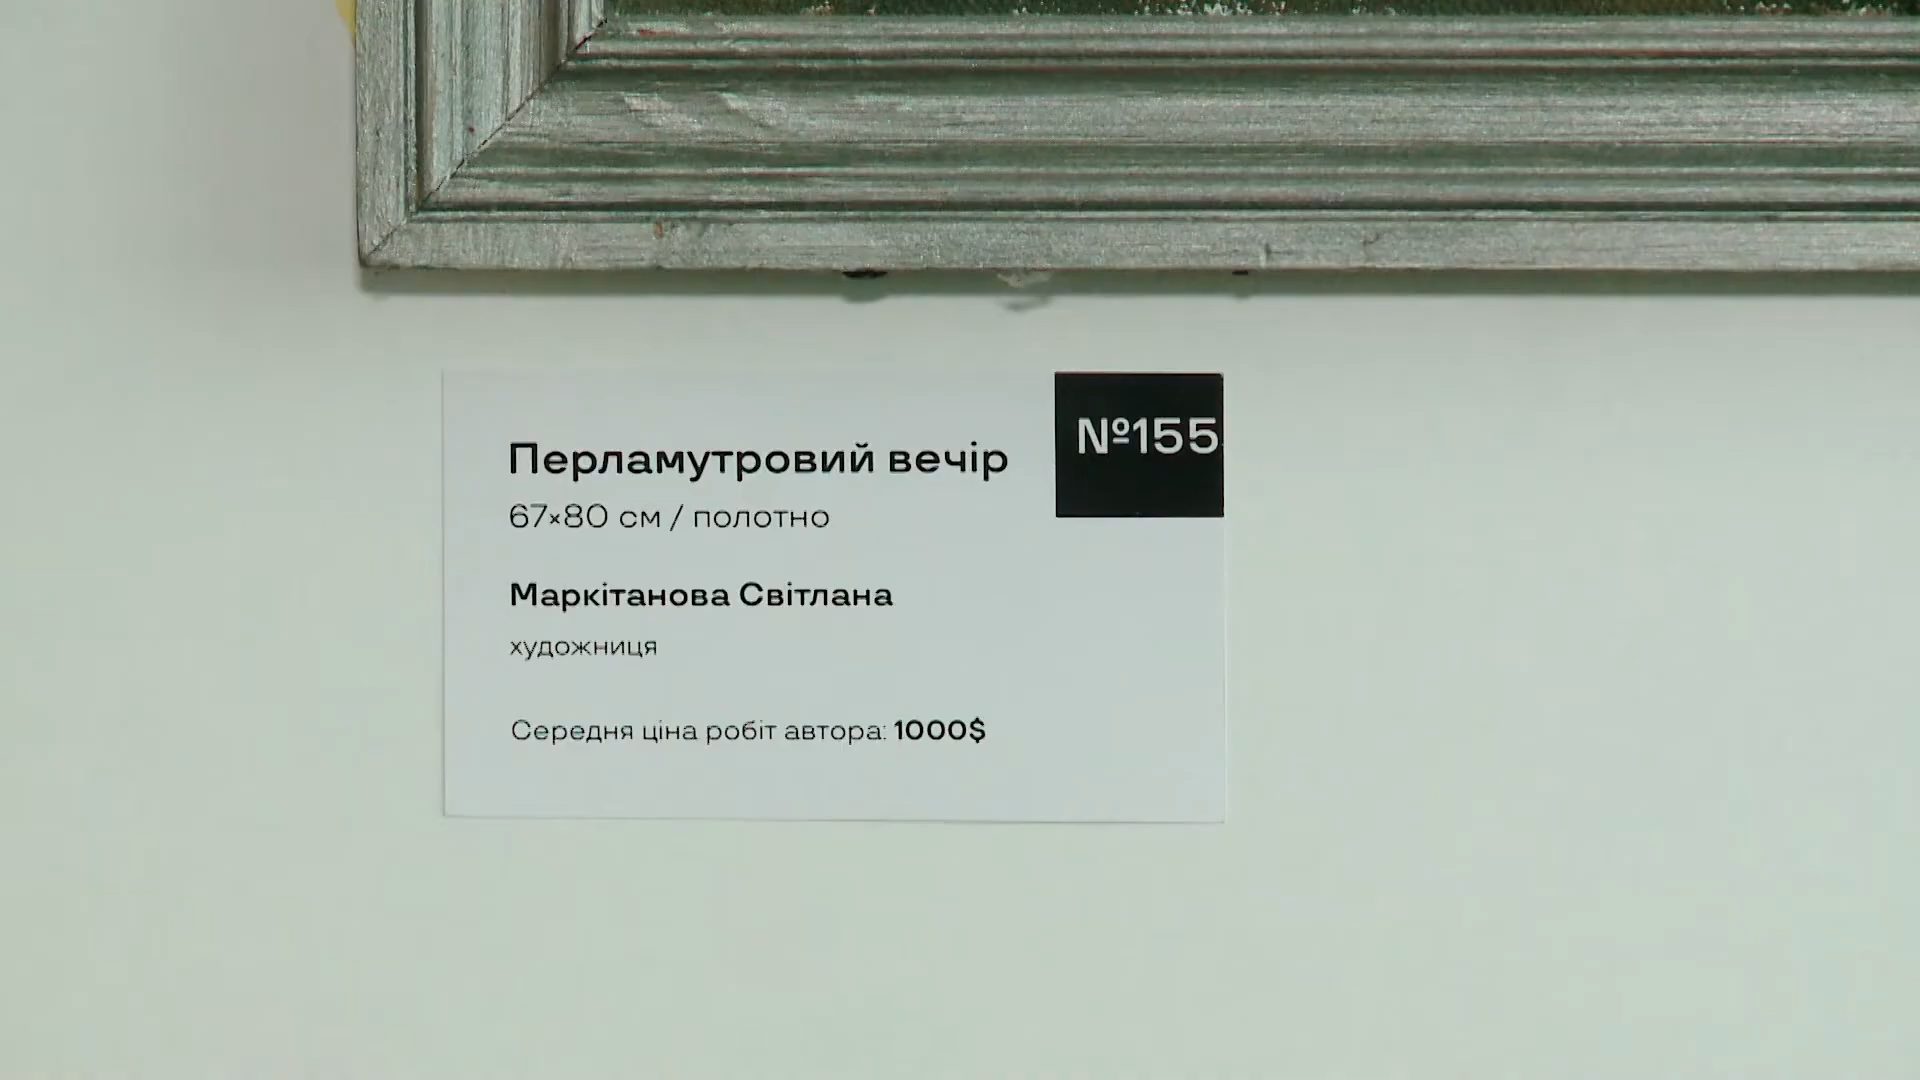 Перламутровий вечір
№155
67×80 см / полотно
Маркітанова Світлана
художниця
Середня ціна робіт автора: 1000$